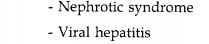 - Nephrotic syndrome
- Viral hepatitis